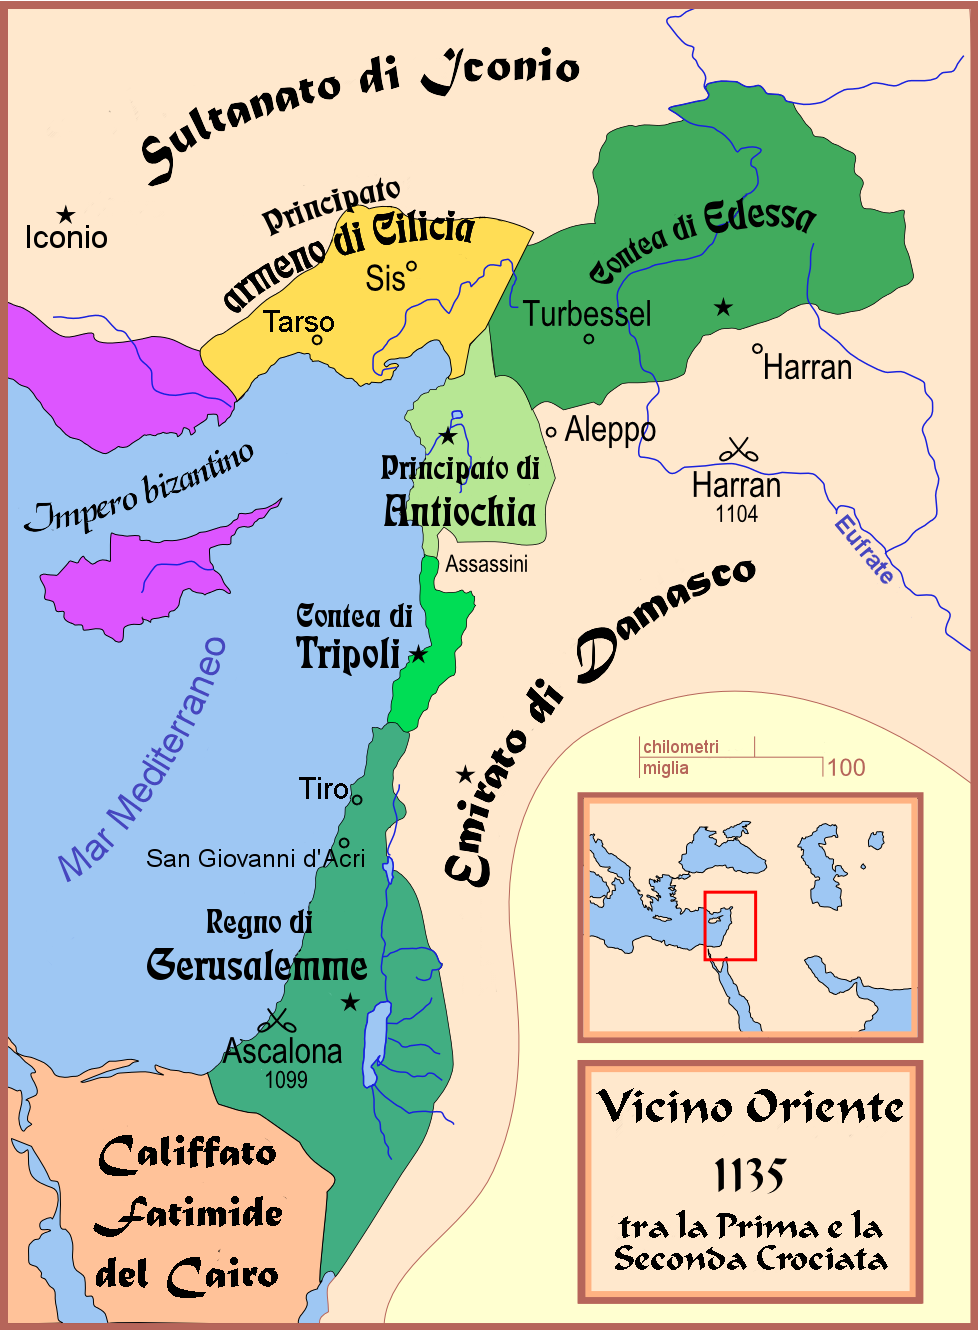 Sultanato di Iconio
Iconio
Principato
armeno di Cilicia
Sis
Tarso
Contea di Edessa
Turbessel
Harran
Aleppo
Harran
1104
Eufrate
Impero bizantino
Principato di
Antiochia
Assassini
Contea di
Tripoli
Emirato di Damasco
Mar Mediterraneo
chilometri
miglia
100
Tiro
San Giovanni d'Acri
Regno di
Gerusalemme
Ascalona
1099
Califfato
Fatimide
del Cairo
Vicino Oriente
1135
tra la Prima e la
Seconda Crociata